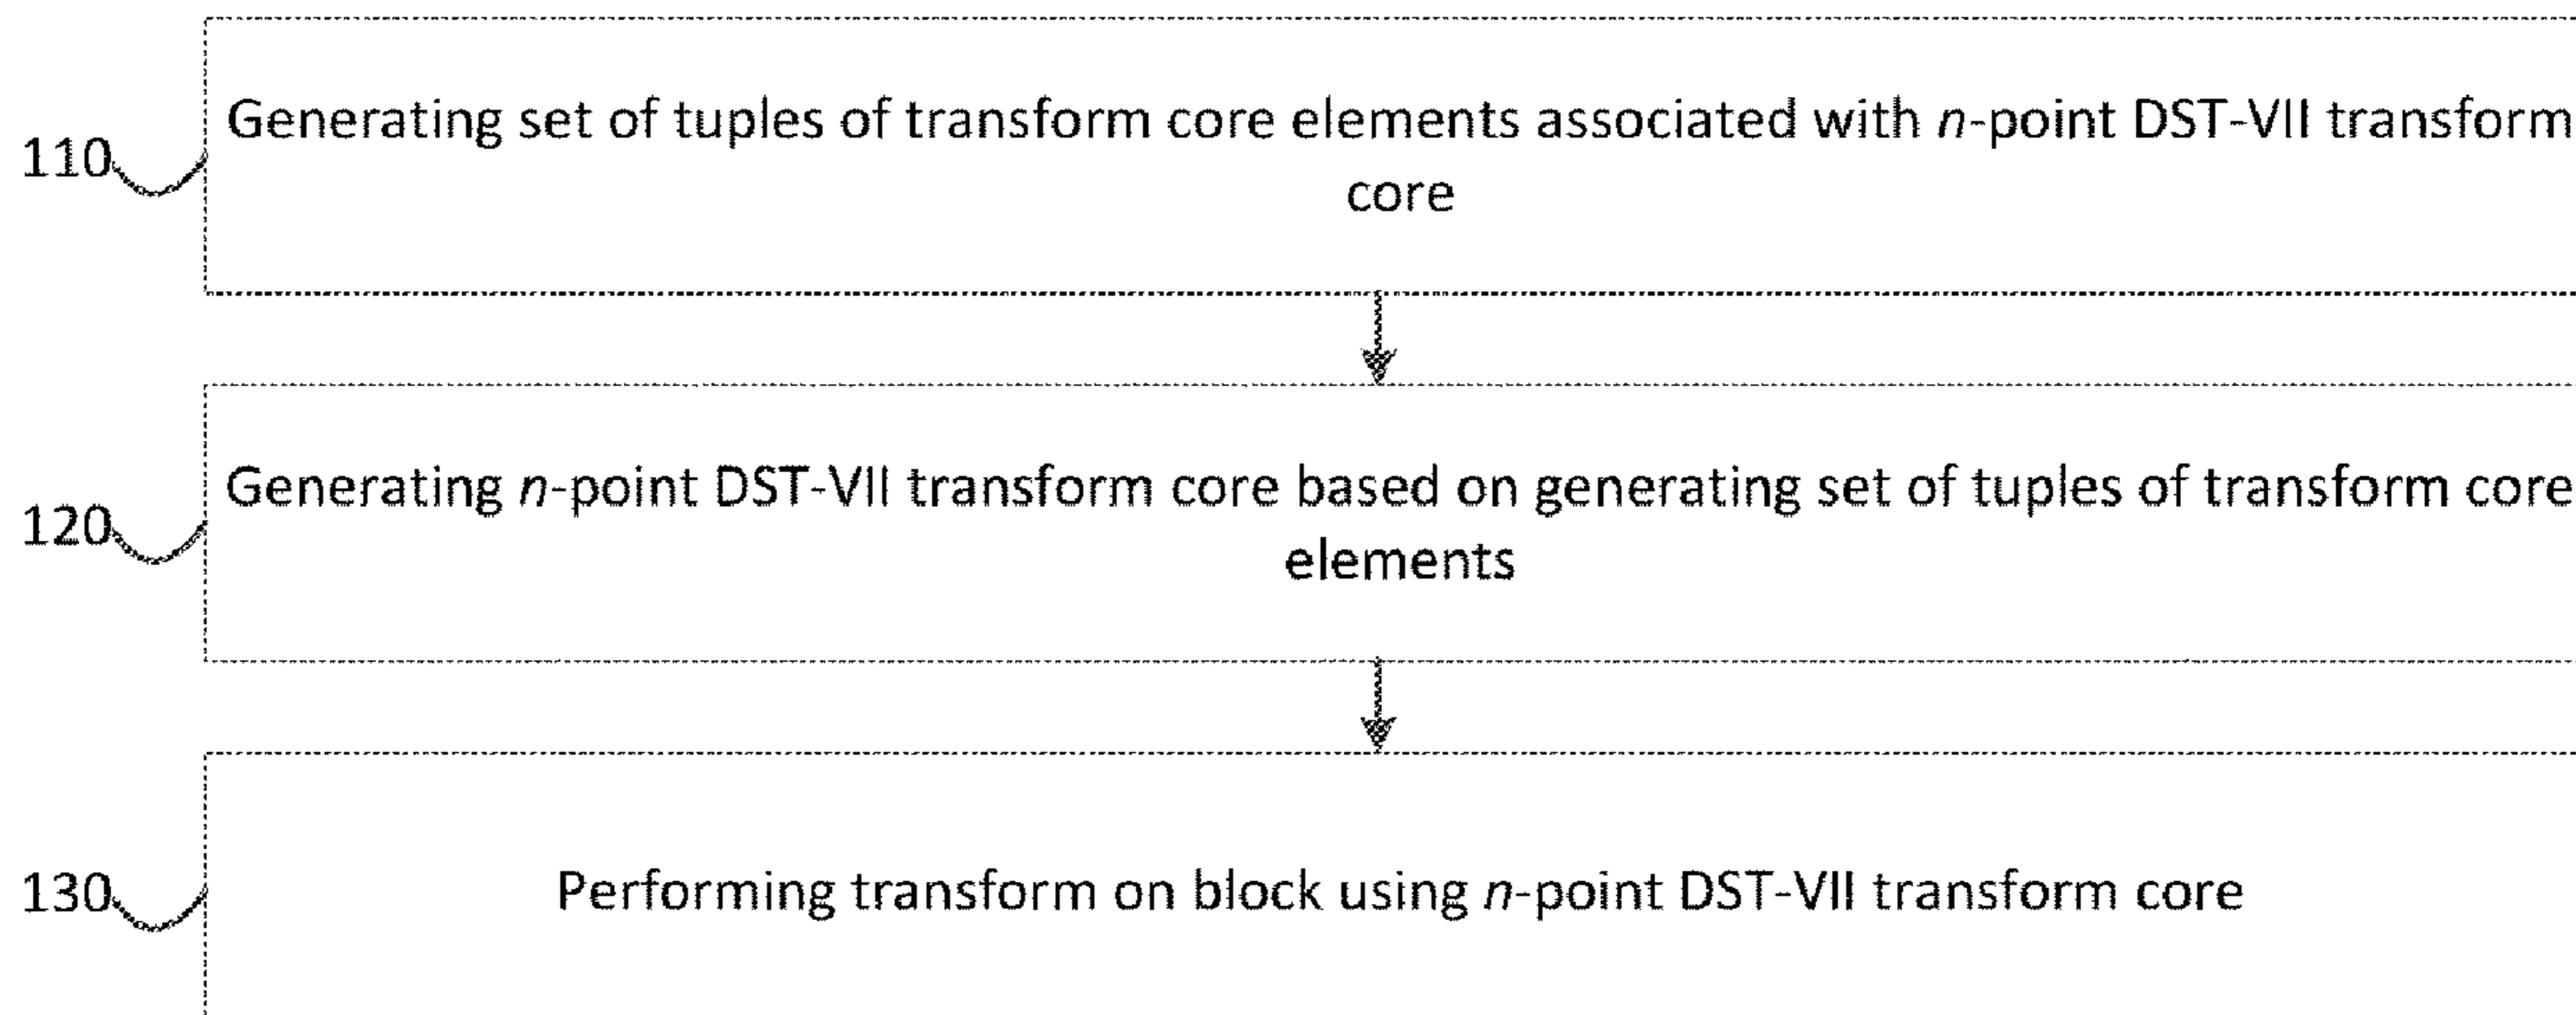 Generating set of tuples of transform core elements associated with n-point DST-VII transform
110
core
Generating n-point DST-VII transform core based on generating set of tuples of transform core
120
elements
130
Performing transform on block using n-point DST-VII transform core